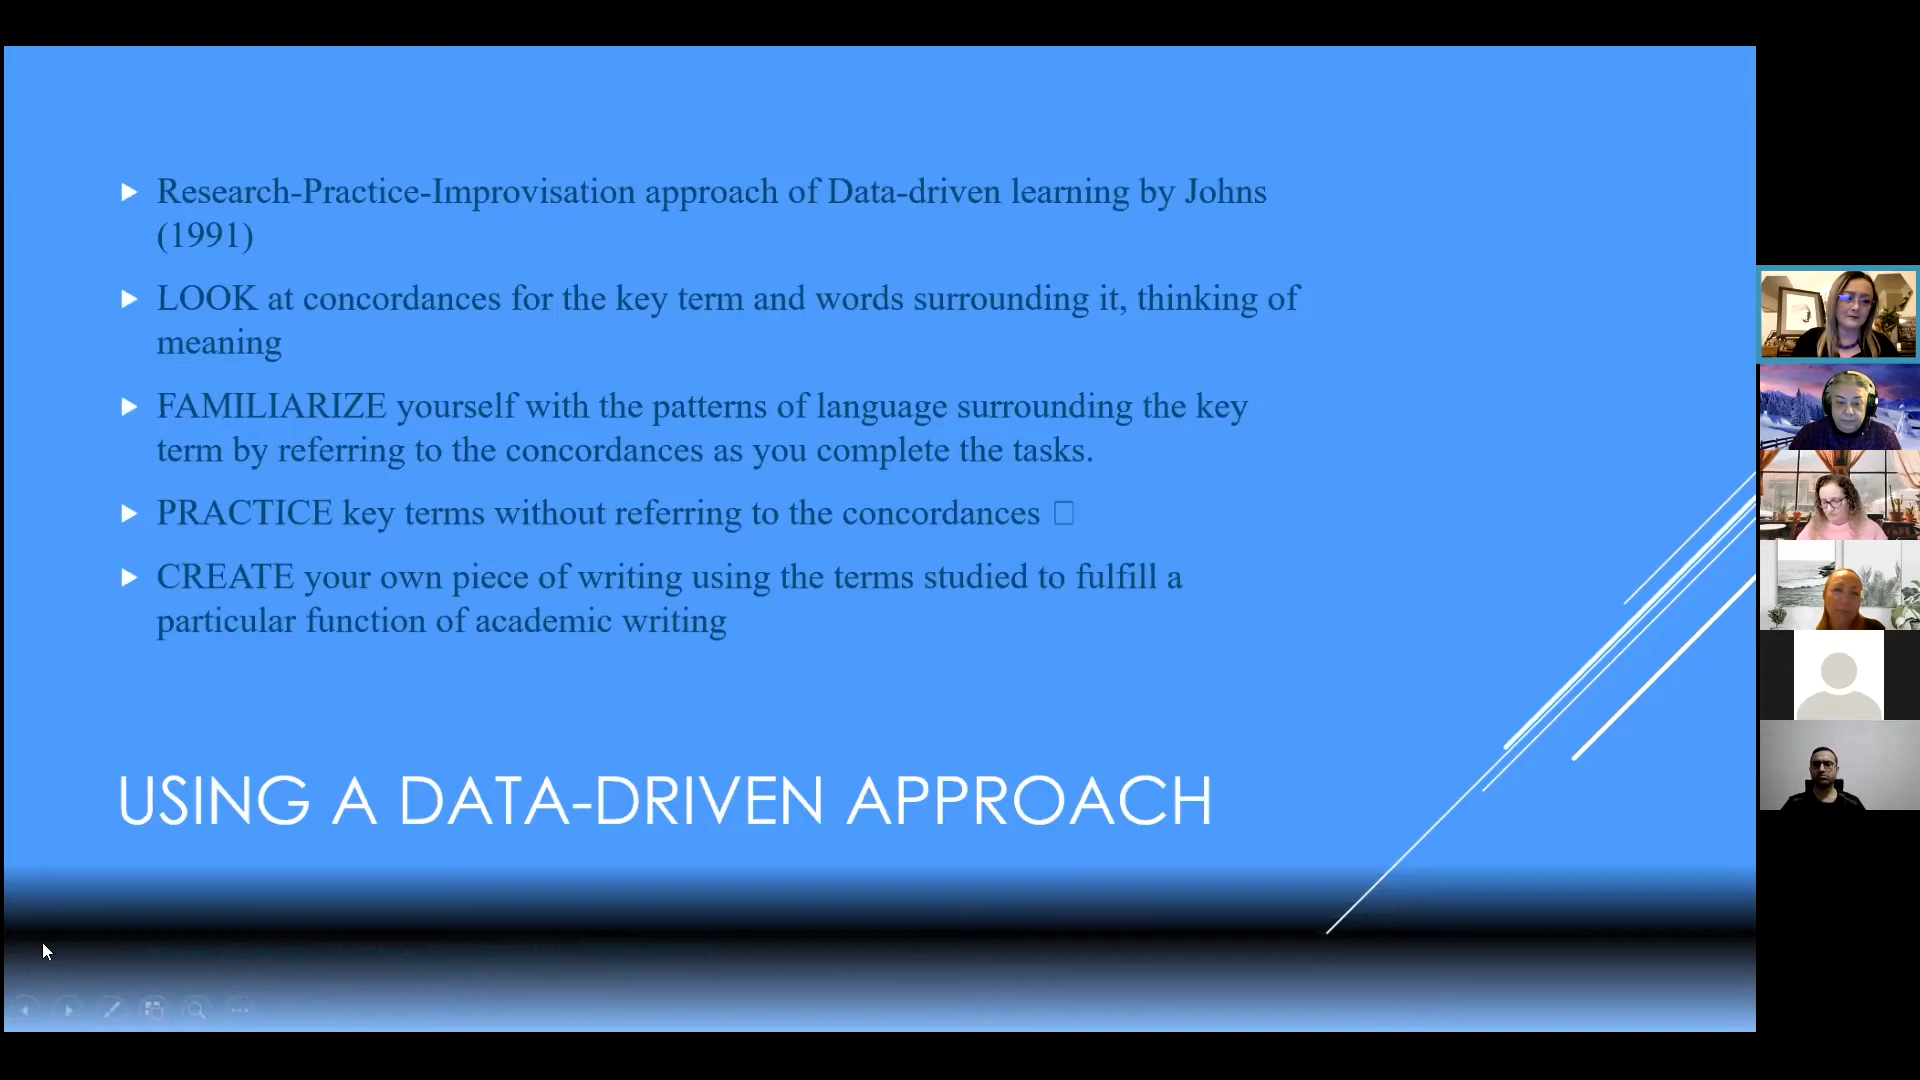 Research-Practice-Improvisation approach of Data-driven learning by Johns
(1991)
LOOK at concordances for the key term and words surrounding it, thinking of
meaning
FAMILIARIZE yourself with the patterns of language surrounding the key
term by referring to the concordances as you complete the tasks.
PRACTICE key terms without referring to the concordances
CREATE your own piece of writing using the terms studied to fulfill a
particular function of academic writing
USING A DATA-DRIVEN APPROACH